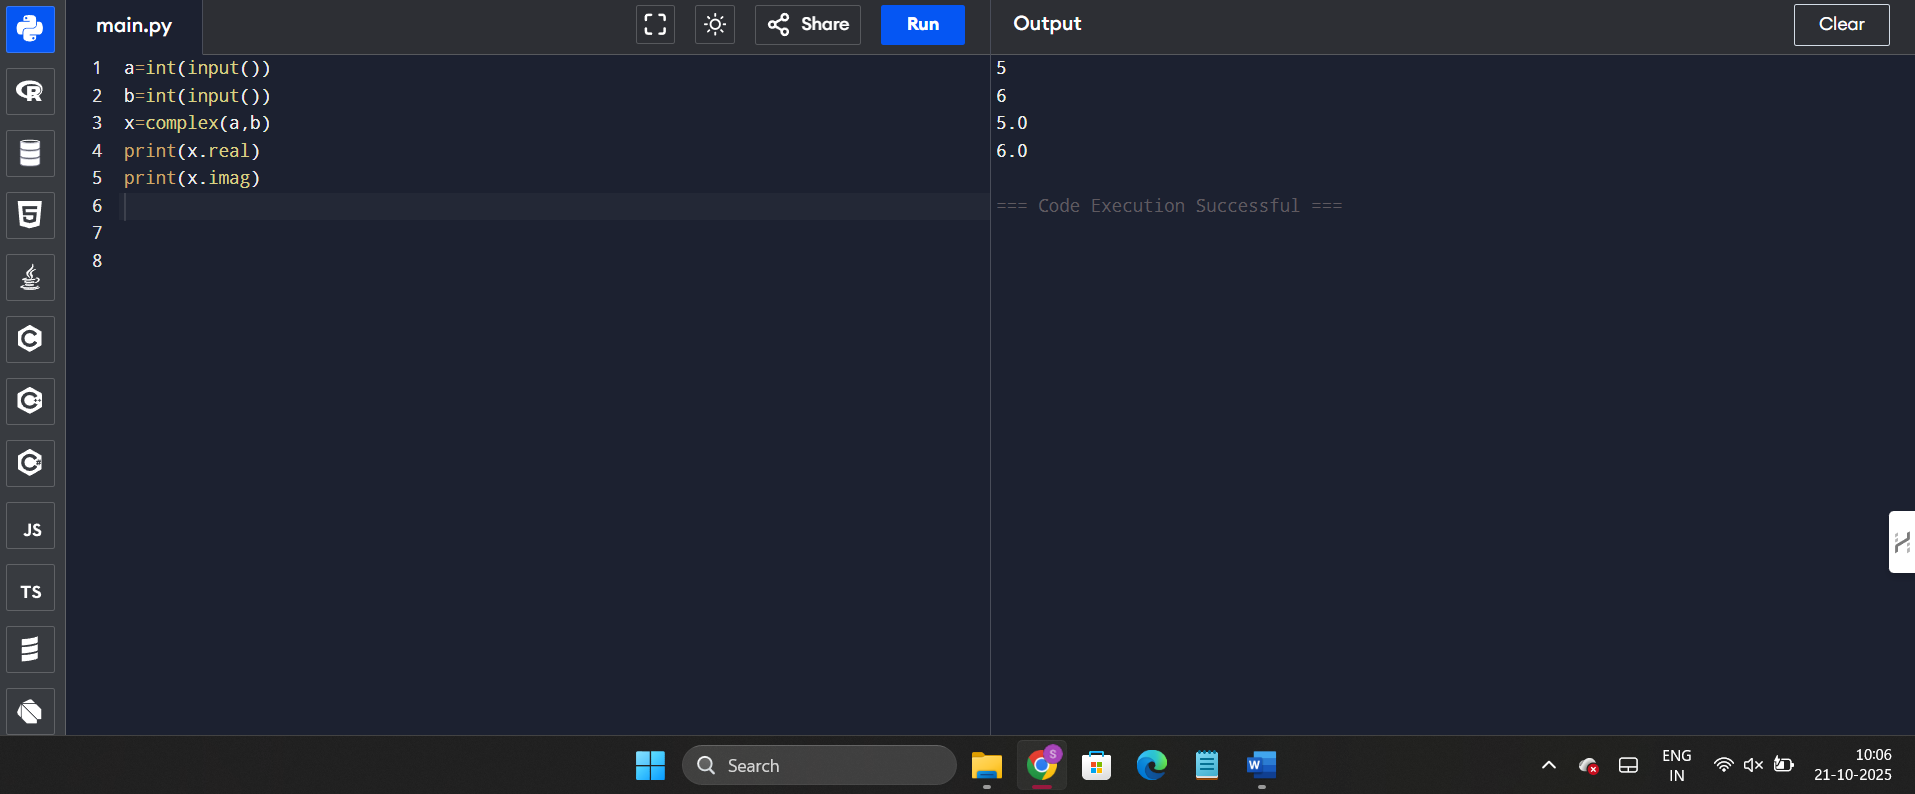 main.py
Share
Run
Output
Clear
1 a=int(input())
2 b=int(input())
3 x=complex(a,b)
4 print(x.real)
5 print(x.imag)
6
7
8
5
6
5.0
6.0
=== Code Execution Successful ===
R
5
C
C
C
JS
TS
Search
S
W
ENG
IN
10:06
21-10-2025